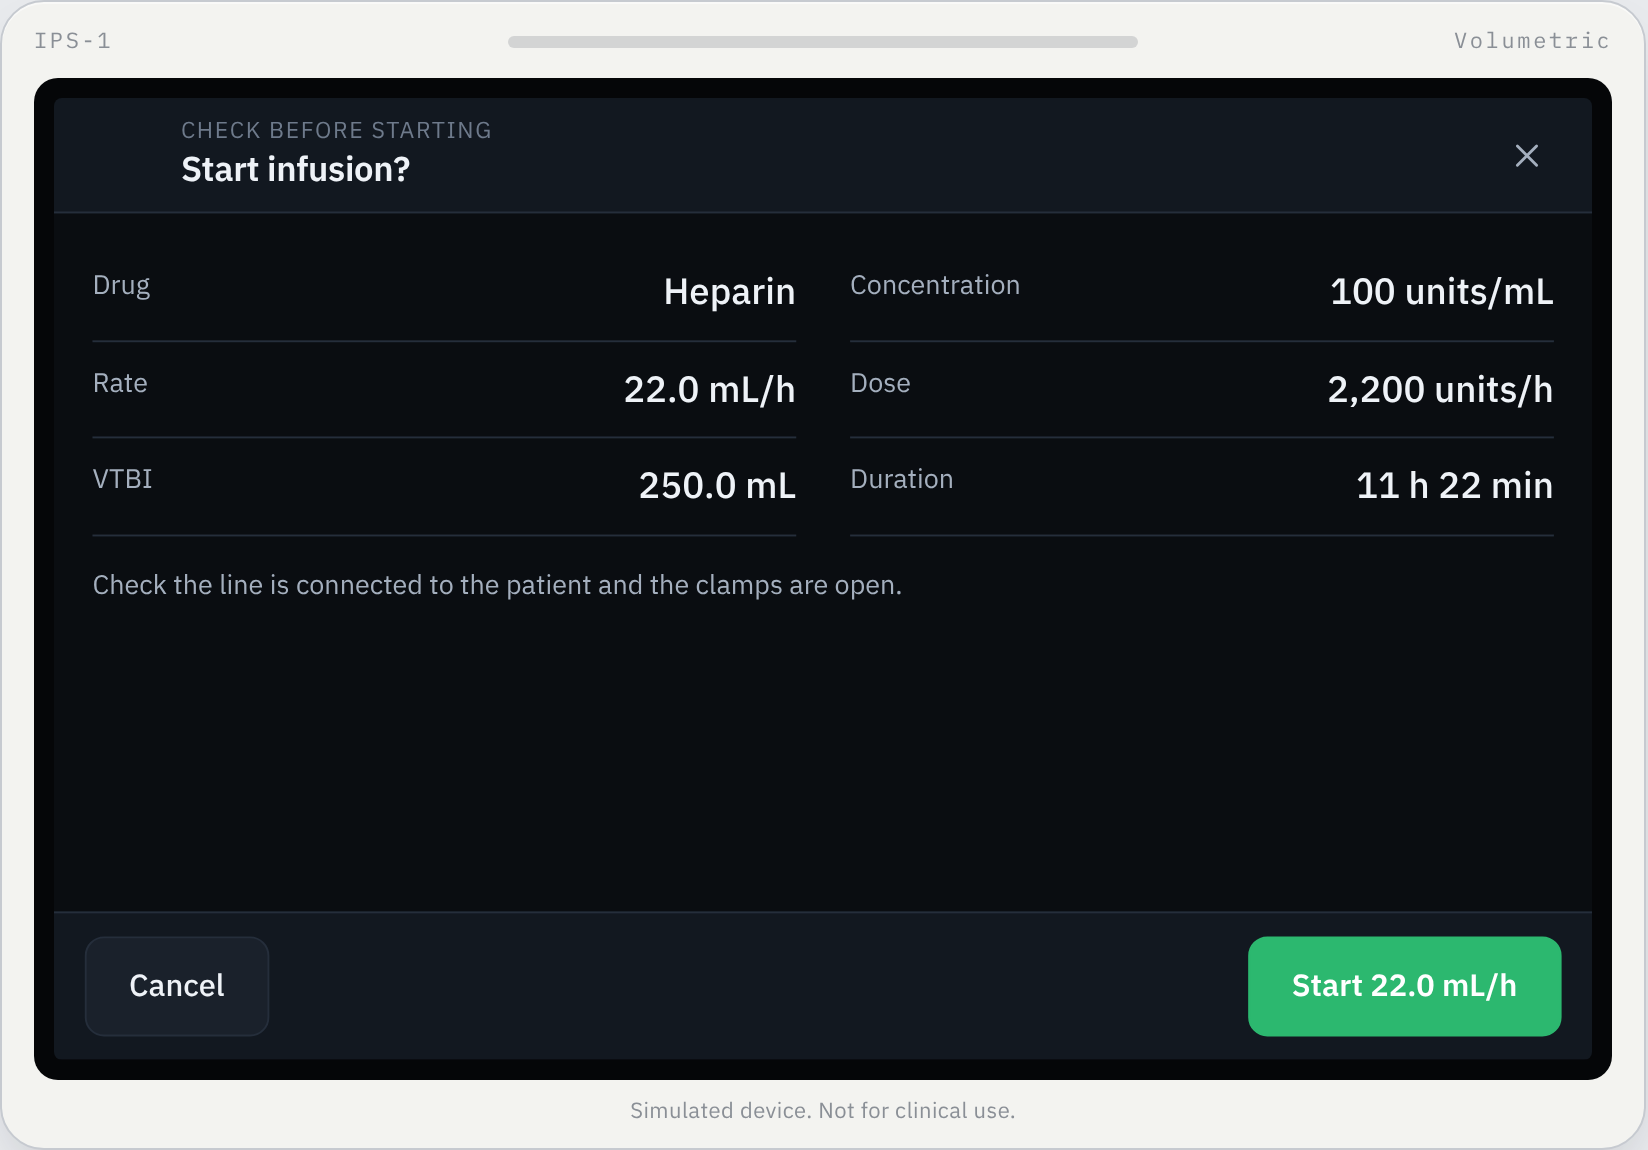 IPS-1
Volumetric
CHECK BEFORE STARTING
Start infusion?
Drug
Heparin
Concentration
100 units/mL
Rate
22.0 mL/h
Dose
2,200 units/h
VTBI
250.0 mL
Duration
11 h 22 min
Check the line is connected to the patient and the clamps are open.
Cancel
Start 22.0 mL/h
Simulated device. Not for clinical use.